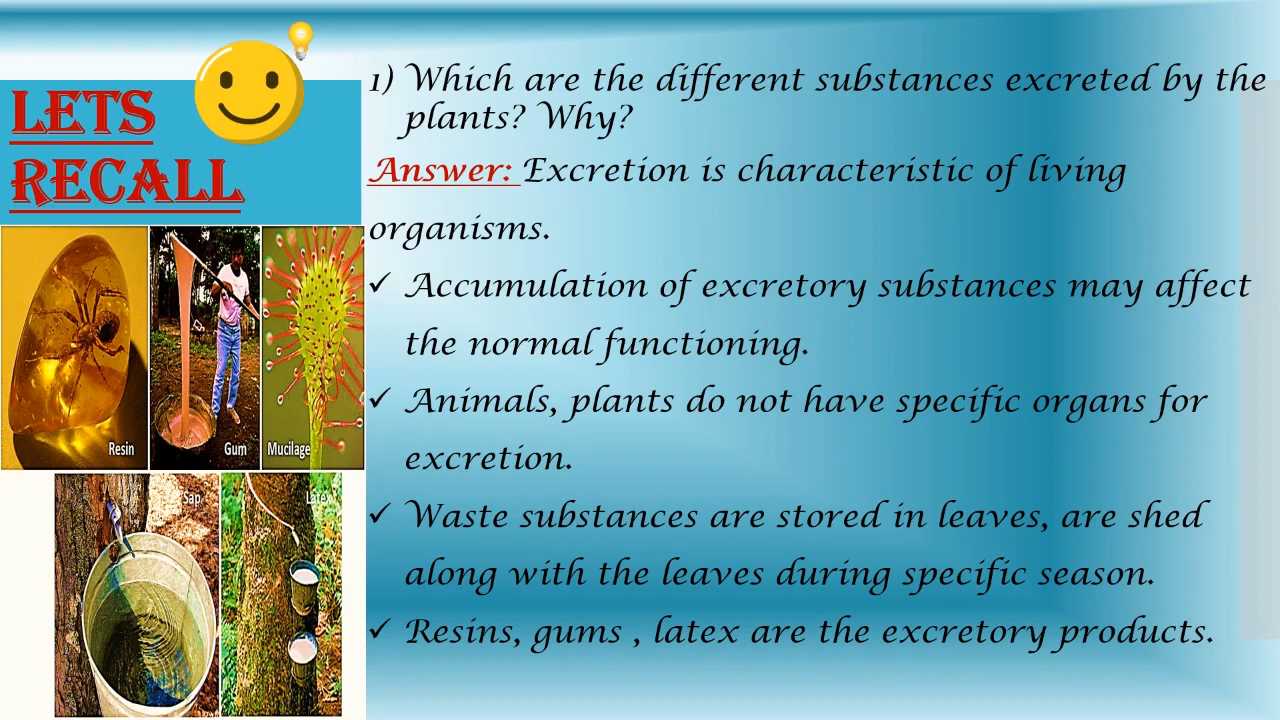 LETS
RECALL
1) Which are the different substances excreted by the
plants? Why?
Answer: Excretion is characteristic of living
organisms.
✓ Accumulation of excretory substances may affect
the normal functioning.
✓ Animals, plants do not have specific organs for
excretion.
✓ Waste substances are stored in leaves, are shed
along with the leaves during specific season.
✓ Resins, gums , latex are the excretory products.
Resin
Gum
Mucilage
Sap
Latex